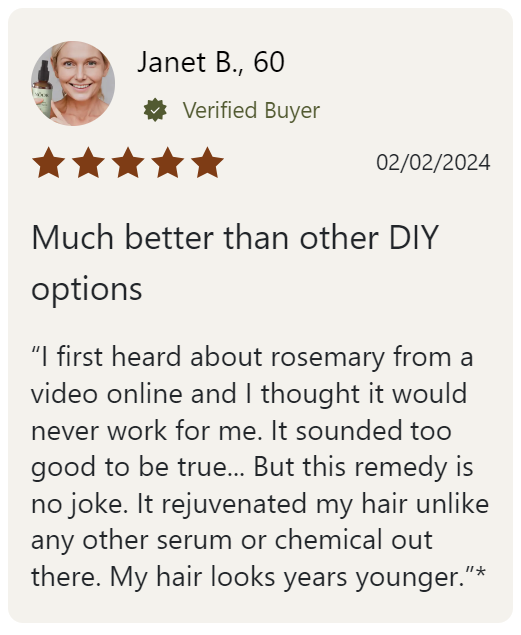 Janet B., 60
Verified Buyer
02/02/2024
Much better than other DIY
options
“I first heard about rosemary from a
video online and I thought it would
never work for me. It sounded too
good to be true... But this remedy is
no joke. It rejuvenated my hair unlike
any other serum or chemical out
there. My hair looks years younger.”*